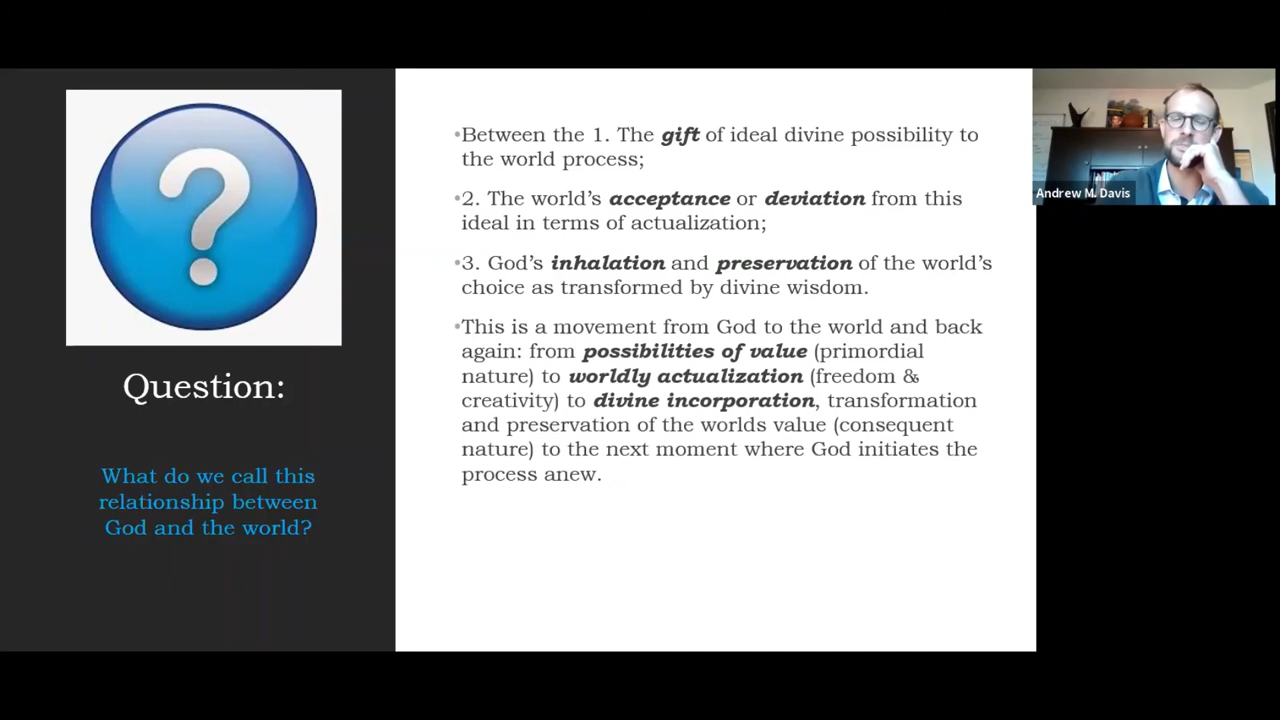 Question:
What do we call this
relationship between
God and the world?
•Between the 1. The gift of ideal divine possibility to
the world process;
•2. The world’s acceptance or deviation from this
ideal in terms of actualization;
•3. God’s inhalation and preservation of the world’s
choice as transformed by divine wisdom.
•This is a movement from God to the world and back
again: from possibilities of value (primordial
nature) to worldly actualization (freedom &
creativity) to divine incorporation, transformation
and preservation of the worlds value (consequent
nature) to the next moment where God initiates the
process anew.
Andrew M. Davis